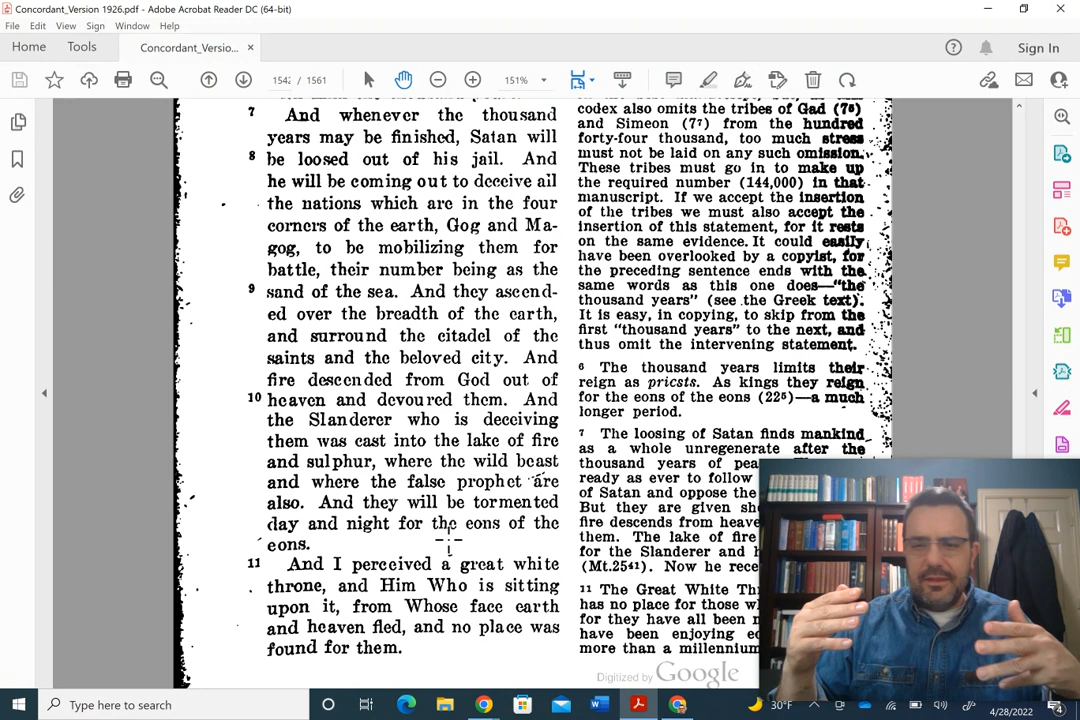 Concordant_Version 1926.pdf - Adobe Acrobat Reader DC (64-bit)
File Edit View Sign Window Help
Home Tools Concordant_Versio... × Sign In
1542 / 1561 151%
7 And whenever the thousand
years may be finished, Satan will
8 be loosed out of his jail. And
he will be coming out to deceive all
the nations which are in the four
corners of the earth, Gog and Ma-
gog, to be mobilizing them for
battle, their number being as the
9 sand of the sea. And they ascend-
ed over the breadth of the earth,
and surround the citadel of the
saints and the beloved city. And
fire descended from God out of
10 heaven and devoured them. And
the Slanderer who is deceiving
them was cast into the lake of fire
and sulphur, where the wild beast
and where the false prophet are
also. And they will be tormented
day and night for the eons of the
eons.
11 And I perceived a great white
throne, and Him Who is sitting
upon it, from Whose face earth
and heaven fled, and no place was
found for them.
codex also omits the tribes of Gad (7⁵)
and Simeon (7⁷) from the hundred
forty-four thousand, too much stress
must not be laid on any such omission.
These tribes must go in to make up
the required number (144,000) in that
manuscript. If we accept the insertion
of the tribes we must also accept the
insertion of this statement, for it rests
on the same evidence. It could easily
have been overlooked by a copyist, for
the preceding sentence ends with the
same words as this one does—"the
thousand years" (see the Greek text).
It is easy, in copying, to skip from the
first "thousand years" to the next, and
thus omit the intervening statement.
6 The thousand years limits their
reign as priests. As kings they reign
for the eons of the eons (22⁵)—a much
longer period.
7 The loosing of Satan finds mankind
as a whole unregenerate after the
thousand years of pea
ready as ever to follow
of Satan and oppose the
But they are given sh
fire descends from heave
them. The lake of fire
for the Slanderer and h
(Mt.25⁴¹). Now he rece
11 The Great White Th
has no place for those w
for they have all been
have been enjoying
more than a millennium
Digitized by Google
Type here to search 30°F 4/28/2022